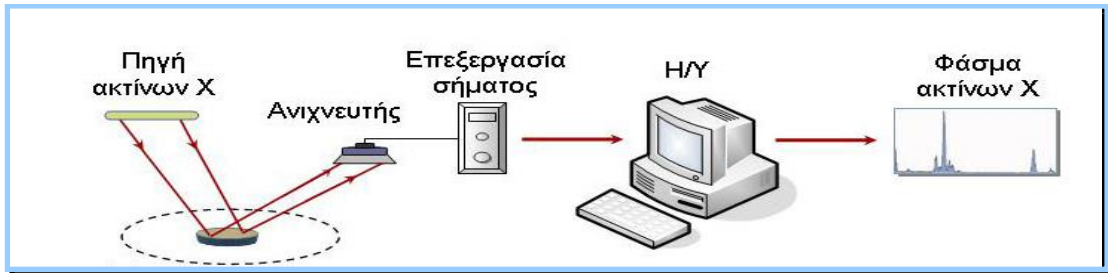 Πηγή
ακτίνων Χ
Ανιχνευτής
Επεξεργασία
σήματος
Η/Υ
Φάσμα
ακτίνων Χ